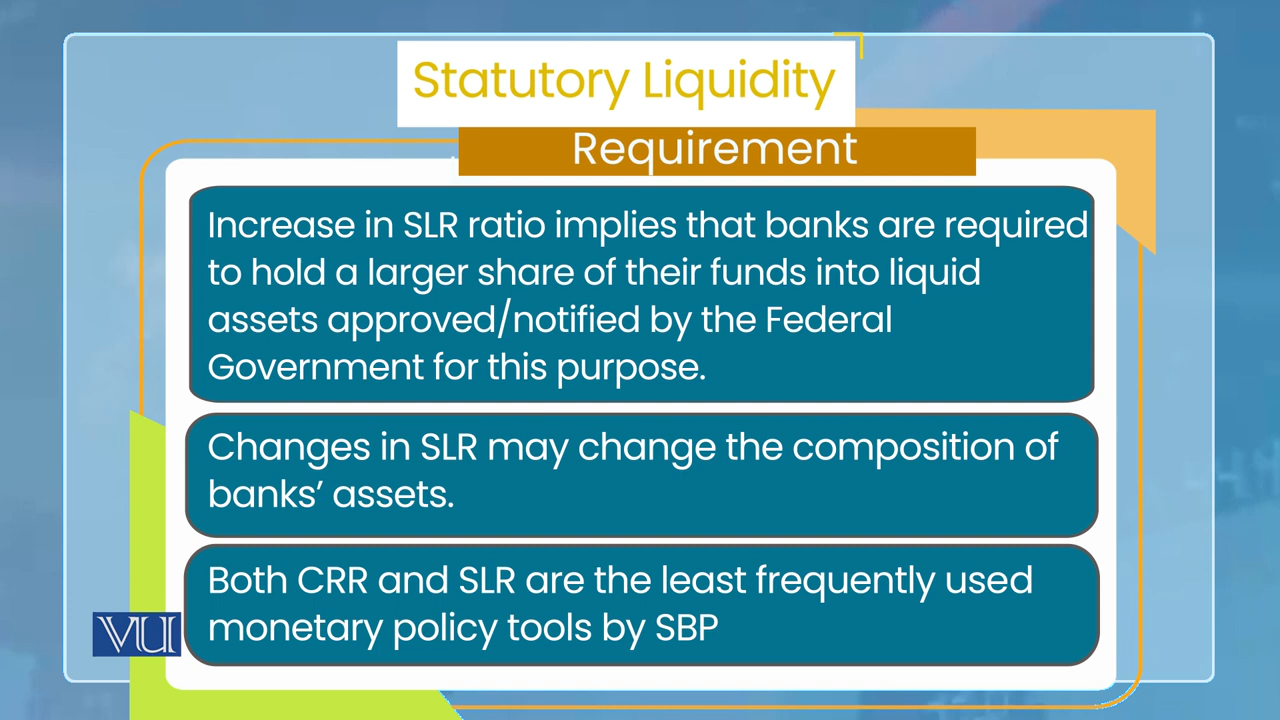 Statutory Liquidity
Requirement
Increase in SLR ratio implies that banks are required
to hold a larger share of their funds into liquid
assets approved/notified by the Federal
Government for this purpose.
Changes in SLR may change the composition of
banks’ assets.
Both CRR and SLR are the least frequently used
monetary policy tools by SBP
VU